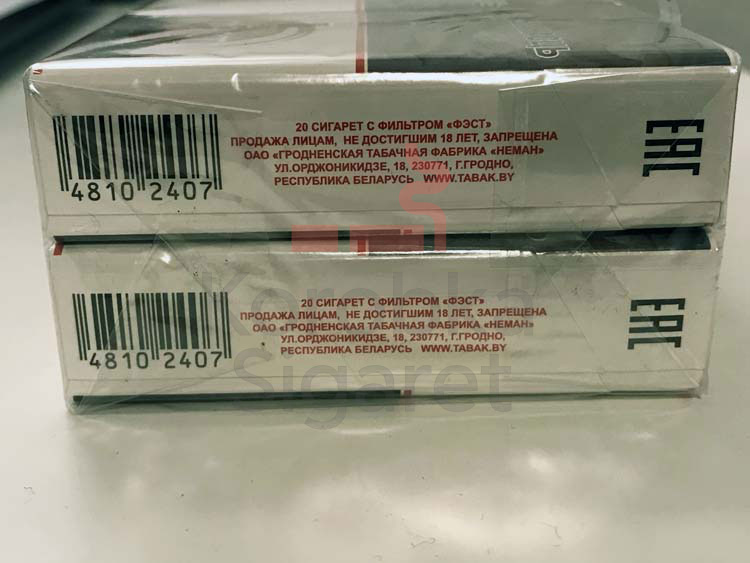 4810 2407
20 СИГАРЕТ С ФИЛЬТРОМ «ФЭСТ»
ПРОДАЖА ЛИЦАМ, НЕ ДОСТИГШИМ 18 ЛЕТ, ЗАПРЕЩЕНА
ОАО «ГРОДНЕНСКАЯ ТАБАЧНАЯ ФАБРИКА «НЕМАН»
УЛ.ОРДЖОНИКИДЗЕ, 18, 230771, Г.ГРОДНО,
РЕСПУБЛИКА БЕЛАРУСЬ WWW.TABAK.BY
EAC
4810 2407
20 СИГАРЕТ С ФИЛЬТРОМ «ФЭСТ»
ПРОДАЖА ЛИЦАМ, НЕ ДОСТИГШИМ 18 ЛЕТ, ЗАПРЕЩЕНА
ОАО «ГРОДНЕНСКАЯ ТАБАЧНАЯ ФАБРИКА «НЕМАН»
УЛ.ОРДЖОНИКИДЗЕ, 18, 230771, Г.ГРОДНО,
РЕСПУБЛИКА БЕЛАРУСЬ WWW.TABAK.BY
EAC
Korobka
Sigaret